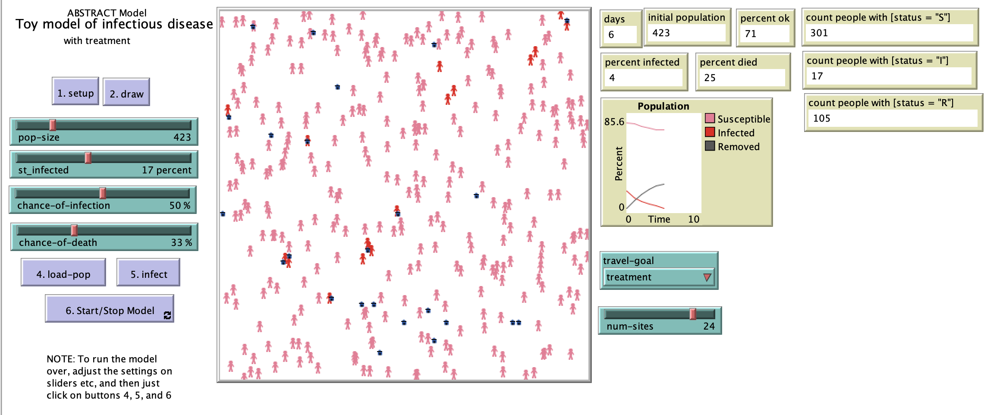 ABSTRACT Model
Toy model of infectious disease
with treatment
1. setup
2. draw
pop-size 423
st_infected 17 percent
chance-of-infection 50 %
chance-of-death 33 %
4. load-pop
5. infect
6. Start/Stop Model
NOTE: To run the model
over, adjust the settings on
sliders etc, and then just
click on buttons 4, 5, and 6
days
6
initial population
423
percent ok
71
count people with [status = "S"]
301
percent infected
4
percent died
25
count people with [status = "I"]
17
count people with [status = "R"]
105
Population
85.6
Percent
0
0 Time 10
Susceptible
Infected
Removed
travel-goal
treatment
num-sites 24